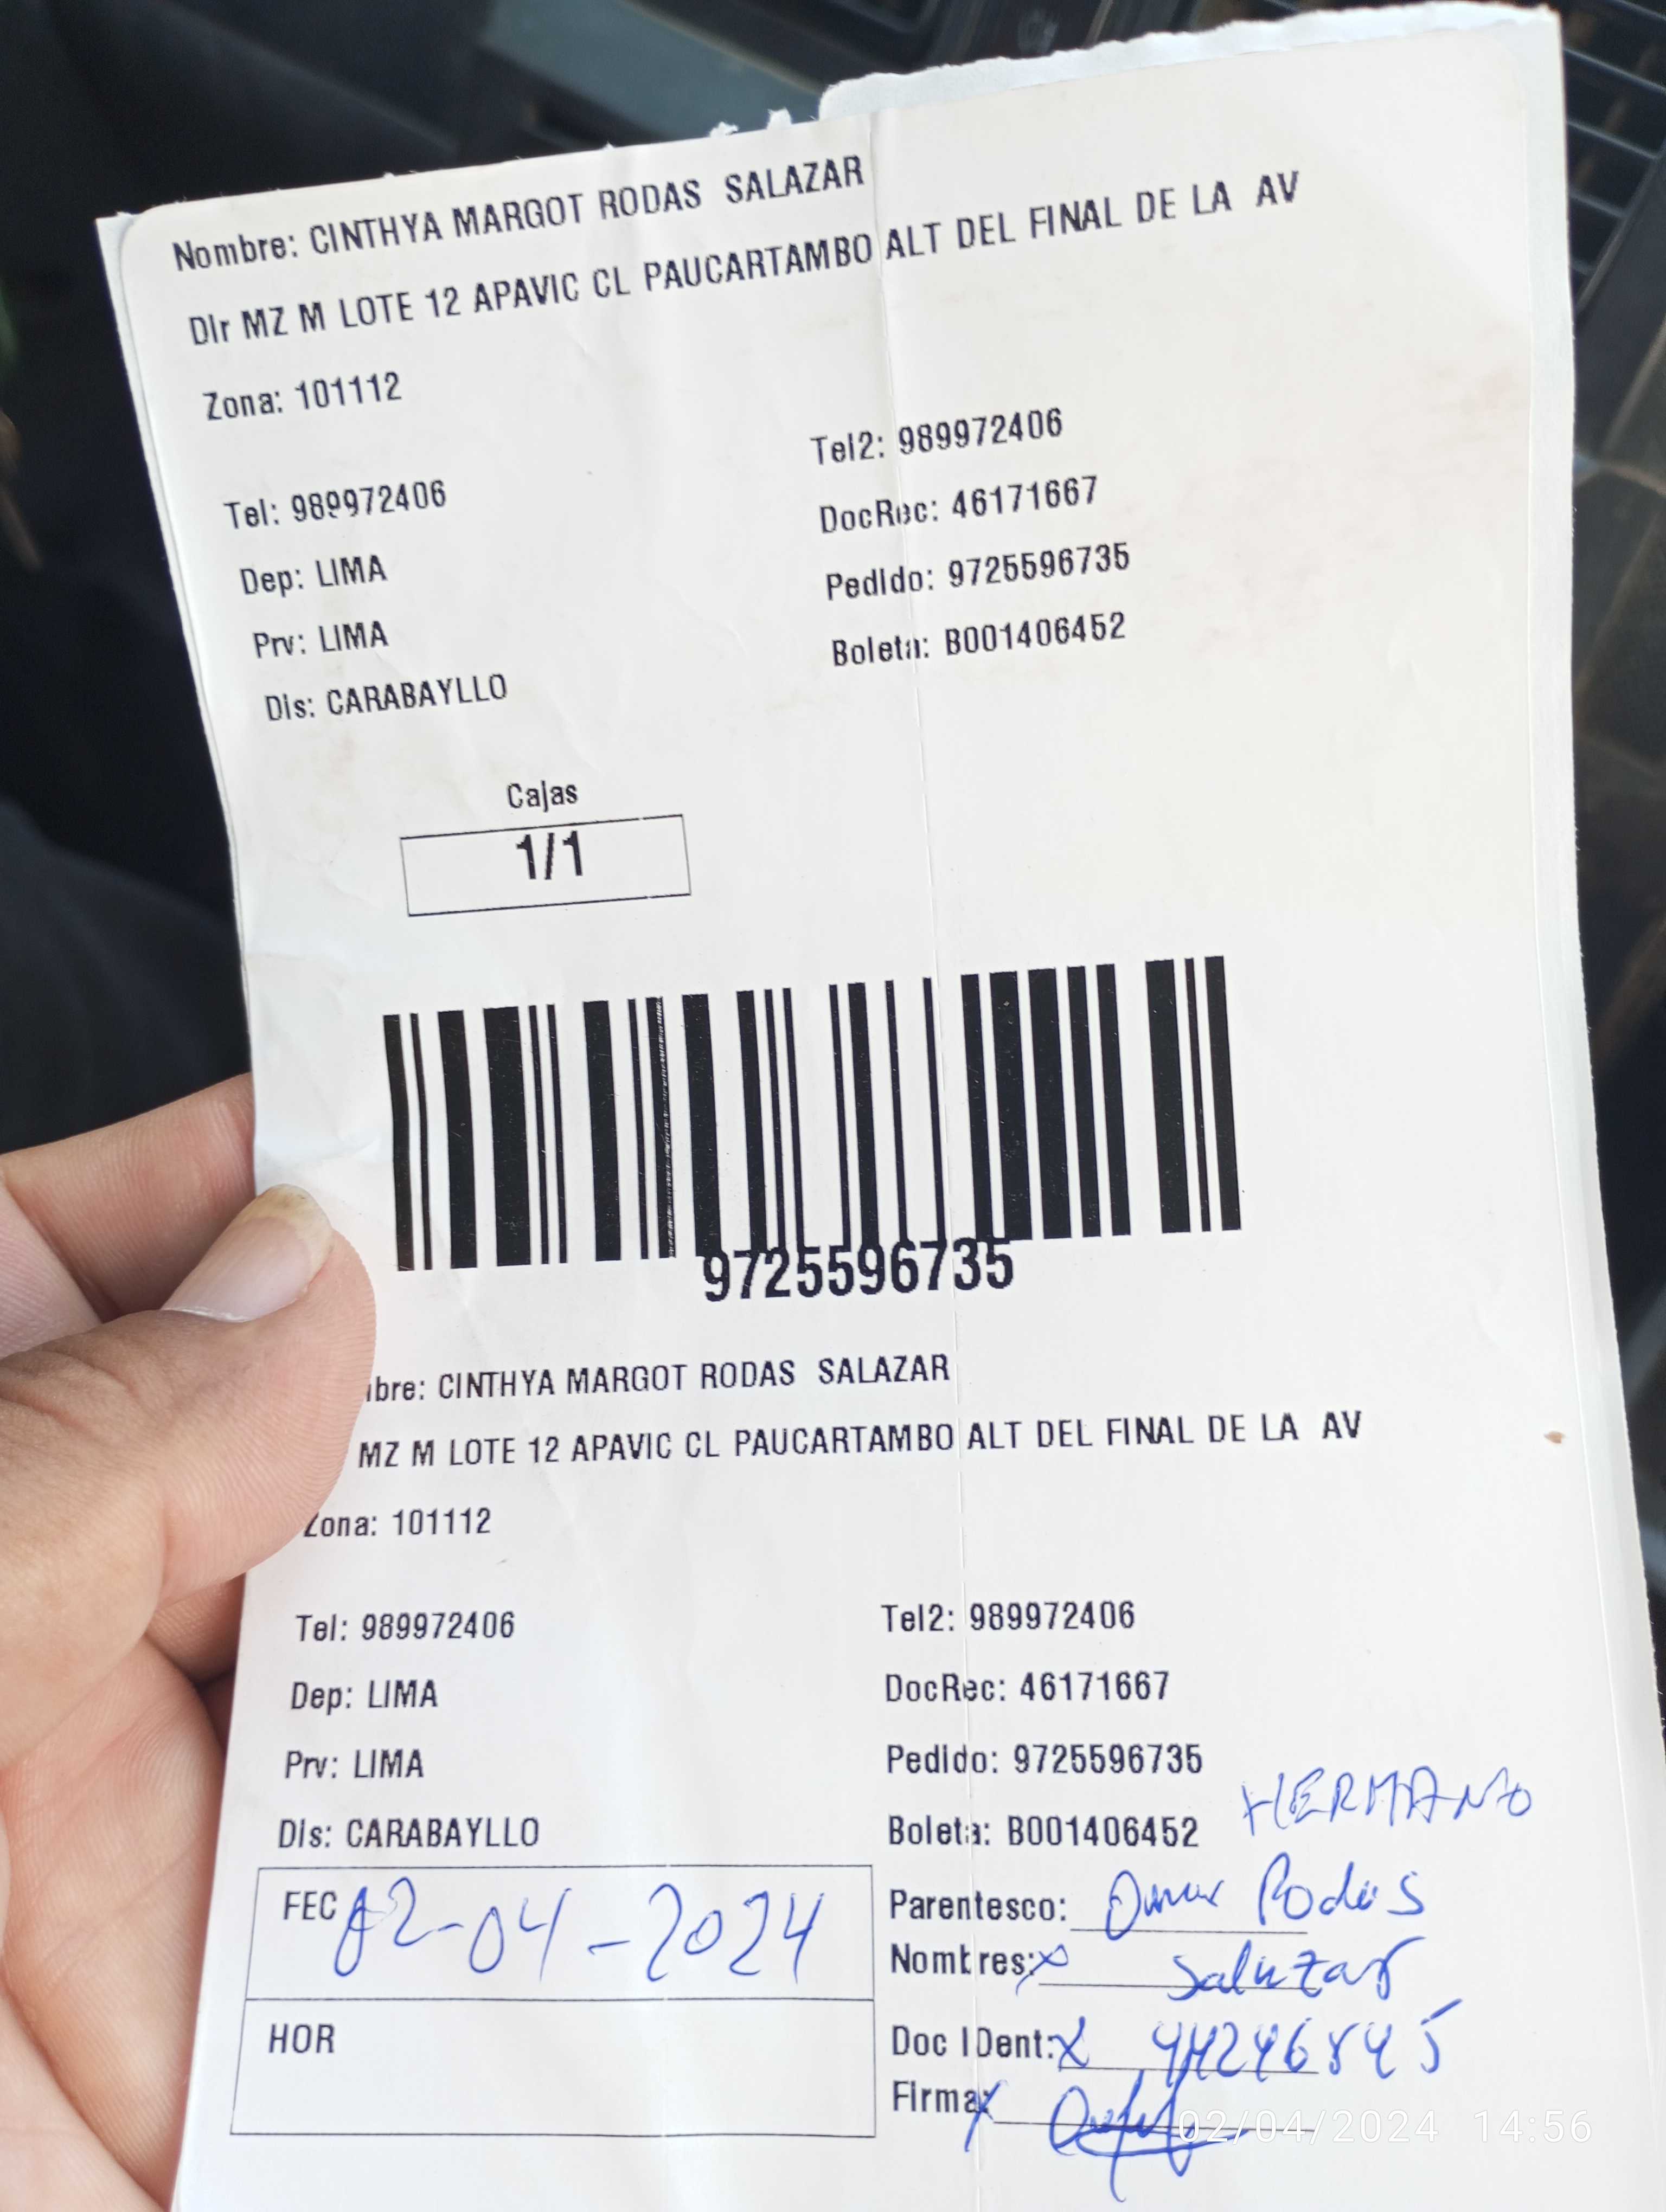 Nombre: CINTHYA MARGOT RODAS SALAZAR
DIr MZ M LOTE 12 APAVIC CL PAUCARTAMBO ALT DEL FINAL DE LA AV
Zona: 101112
Tel: 989972406
Tel2: 989972406
Dep: LIMA
DocRec: 46171667
Prv: LIMA
PedIdo: 9725596735
DIs: CARABAYLLO
Boleta: B001406452
Cajas
1/1
9725596735
bre: CINTHYA MARGOT RODAS SALAZAR
MZ M LOTE 12 APAVIC CL PAUCARTAMBO ALT DEL FINAL DE LA AV
Zona: 101112
Tel: 989972406
Tel2: 989972406
Dep: LIMA
DocRec: 46171667
Prv: LIMA
PedIdo: 9725596735
HERMANO
DIs: CARABAYLLO
Boleta: B001406452
FEC 02-04-2024
Parentesco: Omar Rodas
Nombres: x Salazar
HOR
Doc IDent: x 44246845
FIrma: x
02/04/2024 14:56